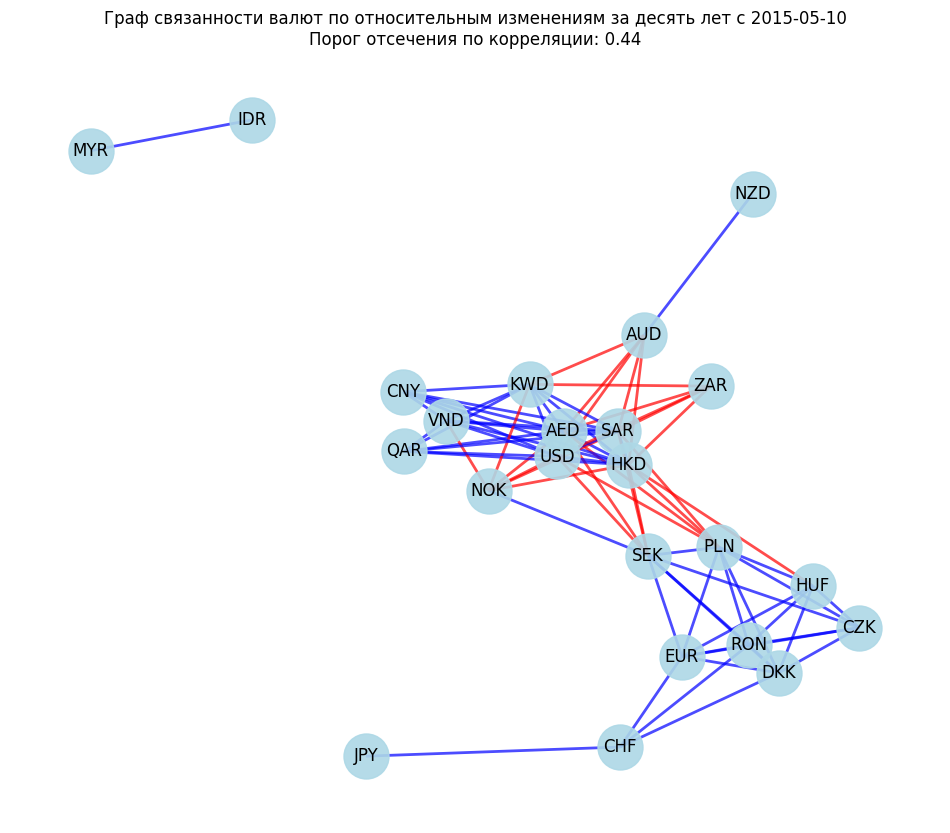 Граф связанности валют по относительным изменениям за десять лет с 2015-05-10
Порог отсечения по корреляции: 0.44
IDR
MYR
NZD
AUD
KWD
ZAR
CNY
VND
AED
SAR
QAR
USD
HKD
NOK
PLN
SEK
HUF
CZK
RON
EUR
DKK
CHF
JPY